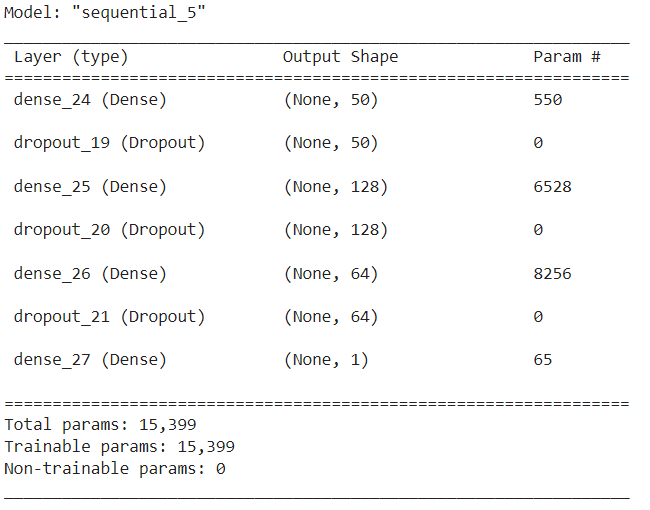 Model: "sequential_5"
_________________________________________________________________
Layer (type) Output Shape Param #
=================================================================
dense_24 (Dense) (None, 50) 550
dropout_19 (Dropout) (None, 50) 0
dense_25 (Dense) (None, 128) 6528
dropout_20 (Dropout) (None, 128) 0
dense_26 (Dense) (None, 64) 8256
dropout_21 (Dropout) (None, 64) 0
dense_27 (Dense) (None, 1) 65
=================================================================
Total params: 15,399
Trainable params: 15,399
Non-trainable params: 0
_________________________________________________________________